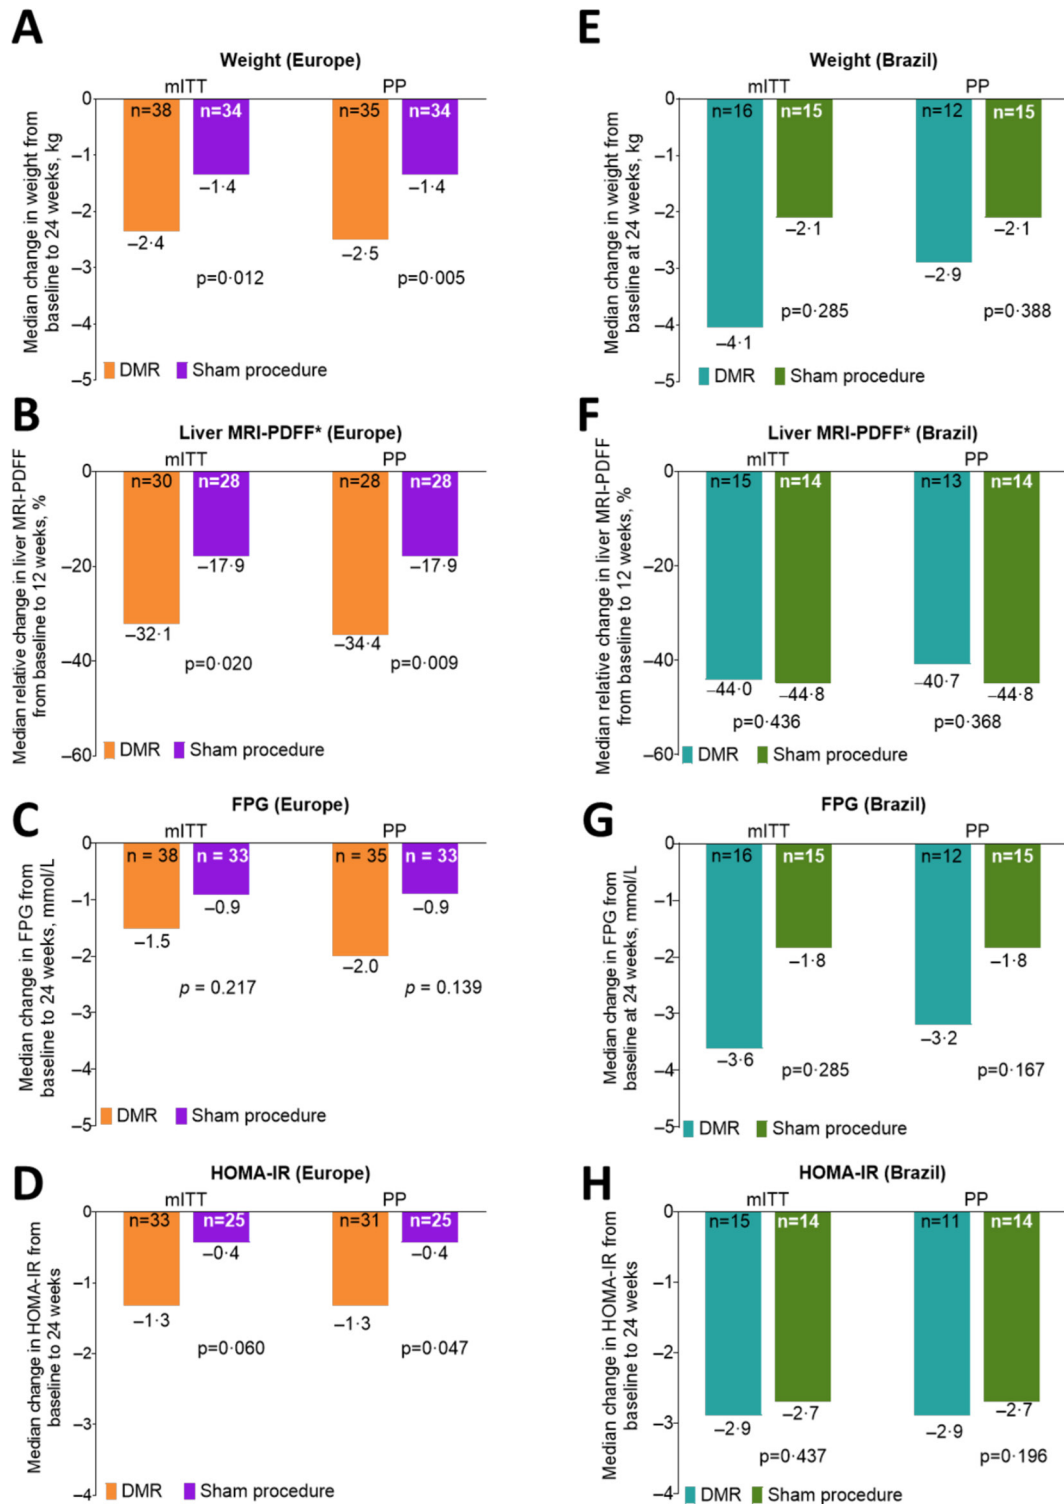 A
Weight (Europe)
mITT PP
Median change in weight from
baseline to 24 weeks, kg
0
–1
–2
–3
–4
–5
n=38 n=34 n=35 n=34
–2·4 –1·4 –2·5 –1·4
p=0·012 p=0·005
DMR Sham procedure
E
Weight (Brazil)
mITT PP
Median change in weight from
baseline at 24 weeks, kg
0
–1
–2
–3
–4
–5
n=16 n=15 n=12 n=15
–4·1 –2·1 –2·9 –2·1
p=0·285 p=0·388
DMR Sham procedure
B
Liver MRI-PDFF* (Europe)
mITT PP
Median relative change in liver MRI-PDFF
from baseline to 12 weeks, %
0
–20
–40
–60
n=30 n=28 n=28 n=28
–32·1 –17·9 –34·4 –17·9
p=0·020 p=0·009
DMR Sham procedure
F
Liver MRI-PDFF* (Brazil)
mITT PP
Median relative change in liver MRI-PDFF
from baseline to 12 weeks, %
0
–20
–40
–60
n=15 n=14 n=13 n=14
–44·0 –44·8 –40·7 –44·8
p=0·436 p=0·368
DMR Sham procedure
C
FPG (Europe)
mITT PP
Median change in FPG from
baseline to 24 weeks, mmol/L
0
–1
–2
–3
–4
–5
n = 38 n = 33 n = 35 n = 33
–1.5 –0.9 –2.0 –0.9
p = 0.217 p = 0.139
DMR Sham procedure
G
FPG (Brazil)
mITT PP
Median change in FPG from
baseline at 24 weeks, mmol/L
0
–1
–2
–3
–4
–5
n=16 n=15 n=12 n=15
–3·6 –1·8 –3·2 –1·8
p=0·285 p=0·167
DMR Sham procedure
D
HOMA-IR (Europe)
mITT PP
Median change in HOMA-IR from
baseline to 24 weeks
0
–1
–2
–3
–4
n=33 n=25 n=31 n=25
–1·3 –0·4 –1·3 –0·4
p=0·060 p=0·047
DMR Sham procedure
H
HOMA-IR (Brazil)
mITT PP
Median change in HOMA-IR from
baseline to 24 weeks
0
–1
–2
–3
–4
n=15 n=14 n=11 n=14
–2·9 –2·7 –2·9 –2·7
p=0·437 p=0·196
DMR Sham procedure